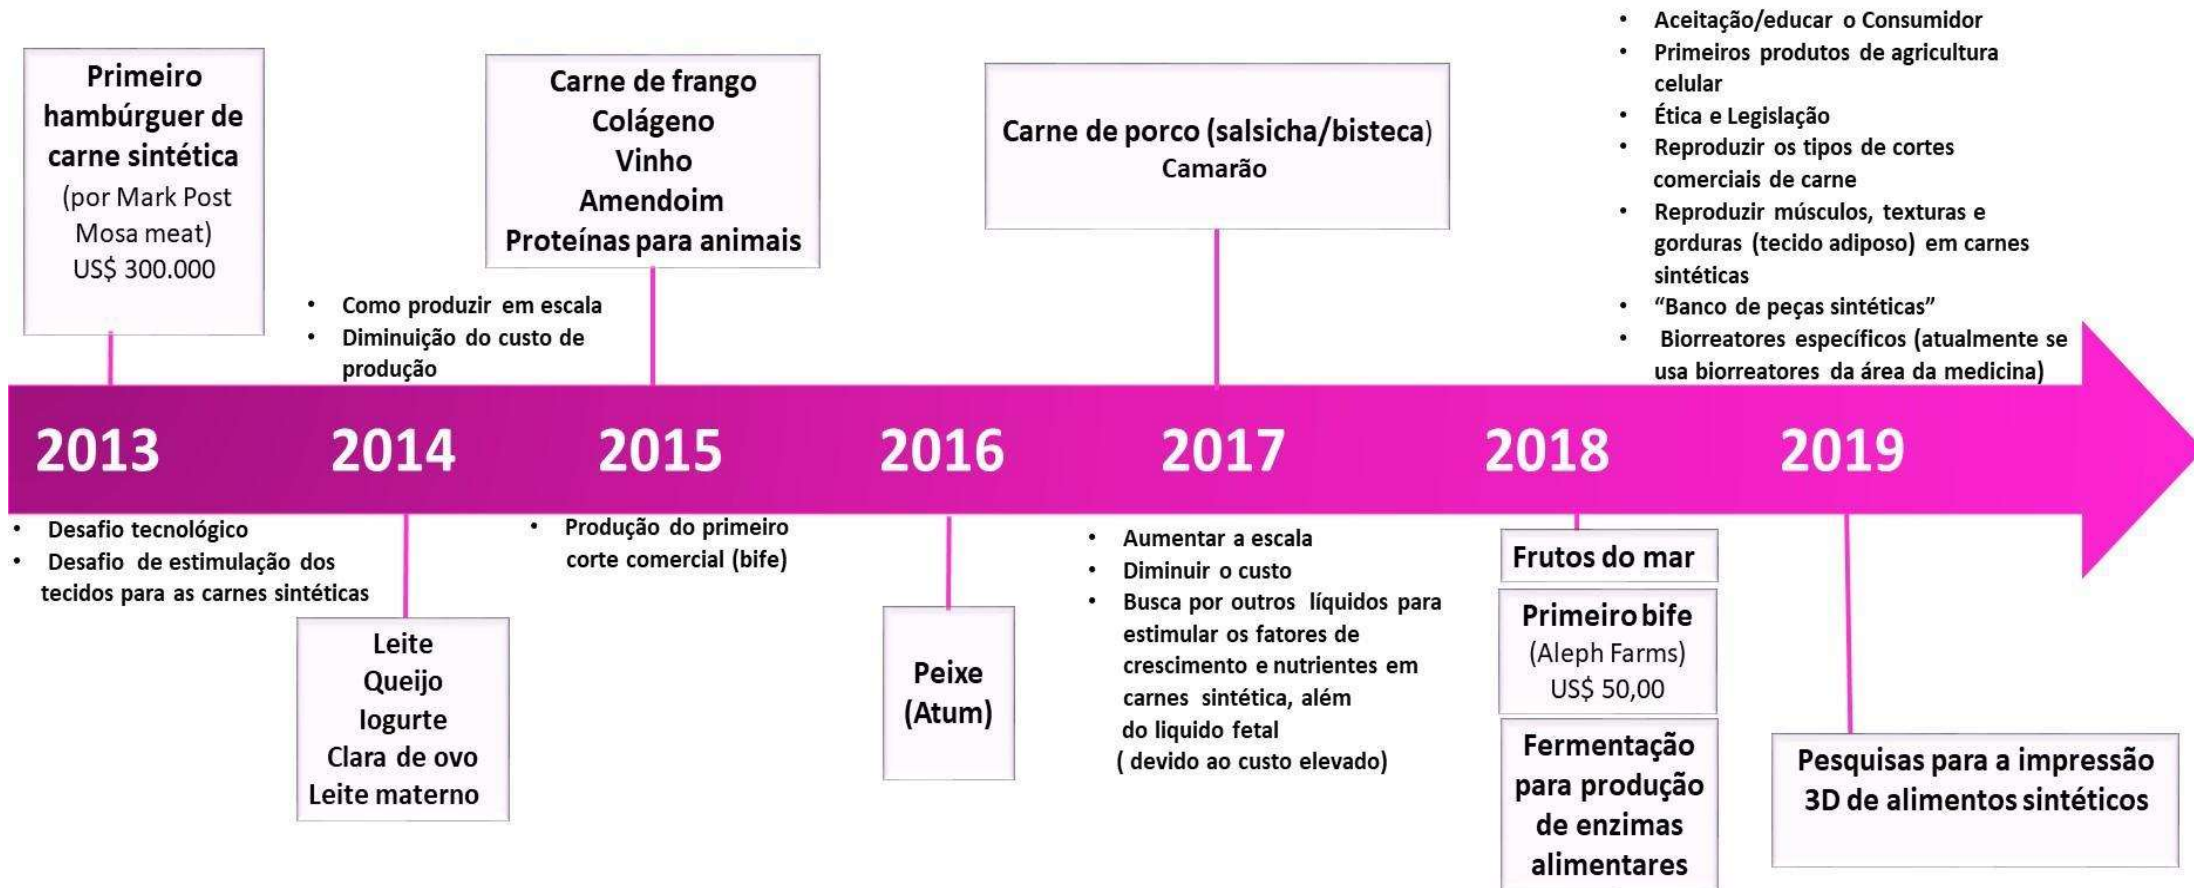 Primeiro
hambúrguer de
carne sintética
(por Mark Post
Mosa meat)
US$ 300.000
• Como produzir em escala
• Diminuição do custo de
produção
Carne de frango
Colágeno
Vinho
Amendoim
Proteínas para animais
Carne de porco (salsicha/bisteca)
Camarão
• Aceitação/educar o Consumidor
• Primeiros produtos de agricultura
celular
• Ética e Legislação
• Reproduzir os tipos de cortes
comerciais de carne
• Reproduzir músculos, texturas e
gorduras (tecido adiposo) em carnes
sintéticas
• “Banco de peças sintéticas”
• Biorreatores específicos (atualmente se
usa biorreatores da área da medicina)
2013 2014 2015 2016 2017 2018 2019
• Desafio tecnológico
• Desafio de estimulação dos
tecidos para as carnes sintéticas
Leite
Queijo
Iogurte
Clara de ovo
Leite materno
• Produção do primeiro
corte comercial (bife)
Peixe
(Atum)
• Aumentar a escala
• Diminuir o custo
• Busca por outros líquidos para
estimular os fatores de
crescimento e nutrientes em
carnes sintética, além
do liquido fetal
( devido ao custo elevado)
Frutos do mar
Primeiro bife
(Aleph Farms)
US$ 50,00
Fermentação
para produção
de enzimas
alimentares
Pesquisas para a impressão
3D de alimentos sintéticos